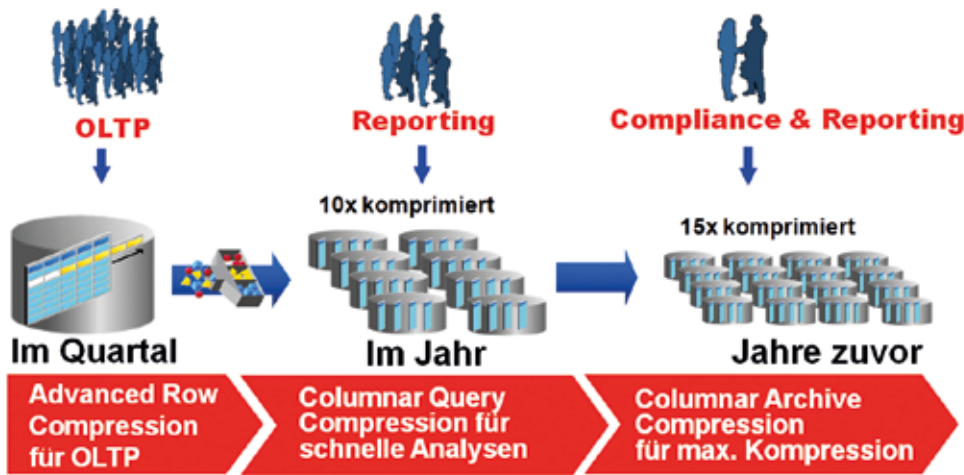 OLTP
Reporting
Compliance & Reporting
10x komprimiert
15x komprimiert
Im Quartal
Im Jahr
Jahre zuvor
Advanced Row
Compression
für OLTP
Columnar Query
Compression für
schnelle Analysen
Columnar Archive
Compression
für max. Kompression